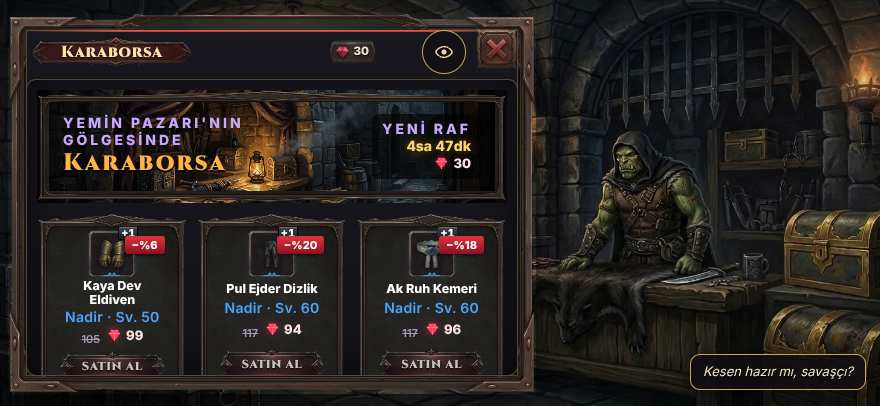 KARABORSA
30
YEMİN PAZARI'NIN
GÖLGESİNDE
KARABORSA
YENİ RAF
4sa 47dk
30
+1
−%6
Kaya Dev
Eldiven
Nadir · Sv. 50
105 99
SATIN AL
+1
−%20
Pul Ejder Dizlik
Nadir · Sv. 60
117 94
SATIN AL
+1
−%18
Ak Ruh Kemeri
Nadir · Sv. 60
117 96
SATIN AL
Kesen hazır mı, savaşçı?